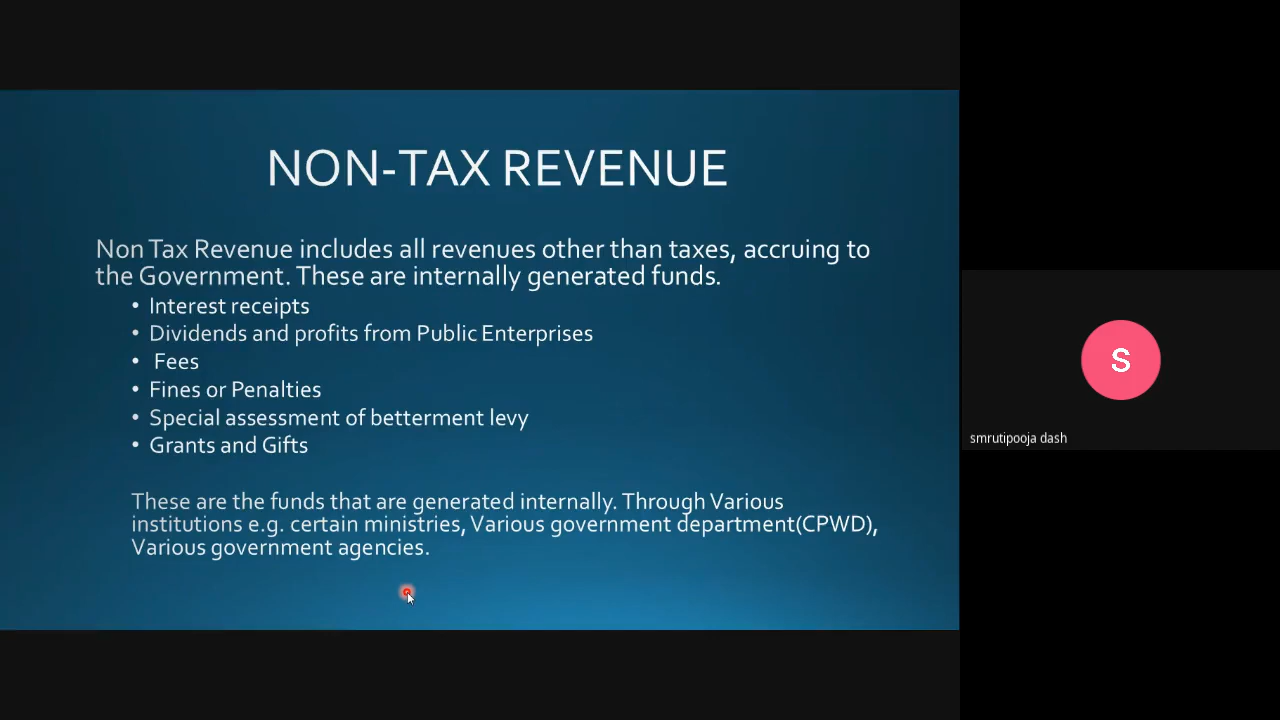 NON-TAX REVENUE
Non Tax Revenue includes all revenues other than taxes, accruing to
the Government. These are internally generated funds.
• Interest receipts
• Dividends and profits from Public Enterprises
• Fees
• Fines or Penalties
• Special assessment of betterment levy
• Grants and Gifts
These are the funds that are generated internally. Through Various
institutions e.g. certain ministries, Various government department(CPWD),
Various government agencies.
S
smrutipooja dash